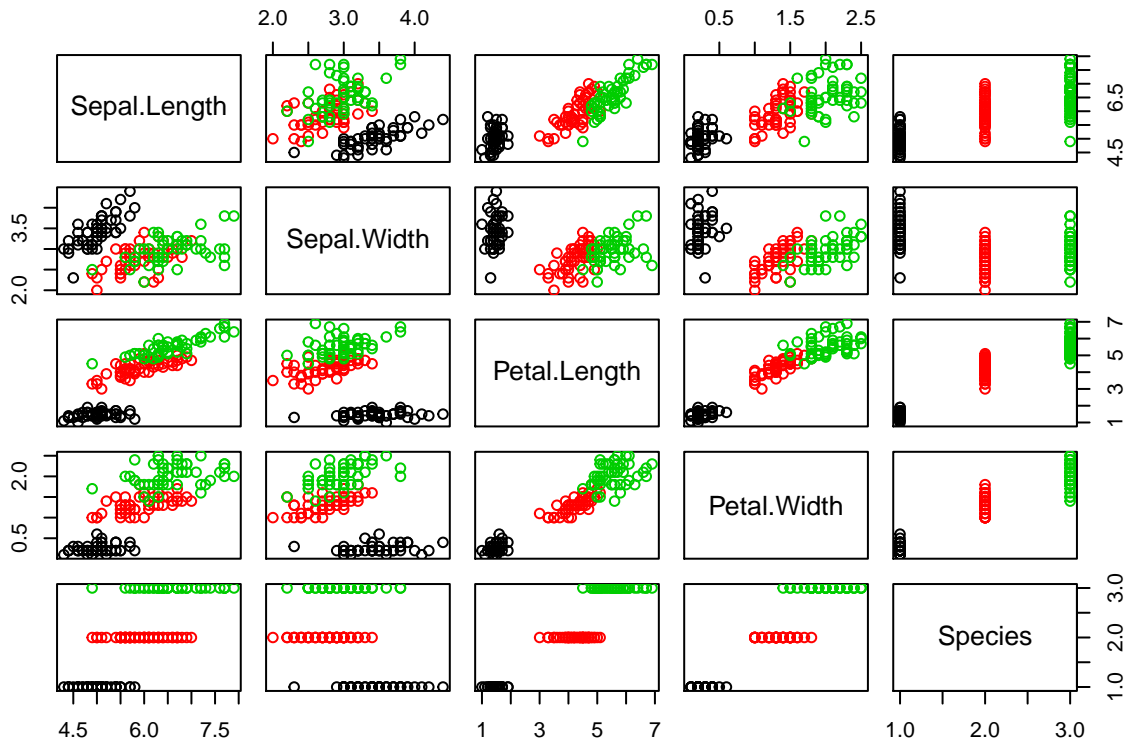 2.0 3.0 4.0
0.5 1.5 2.5
Sepal.Length
4.5 6.5
2.0 3.5
Sepal.Width
Petal.Length
1 3 5 7
0.5 2.0
Petal.Width
Species
1.0 2.0 3.0
4.5 6.0 7.5
1 3 5 7
1.0 2.0 3.0